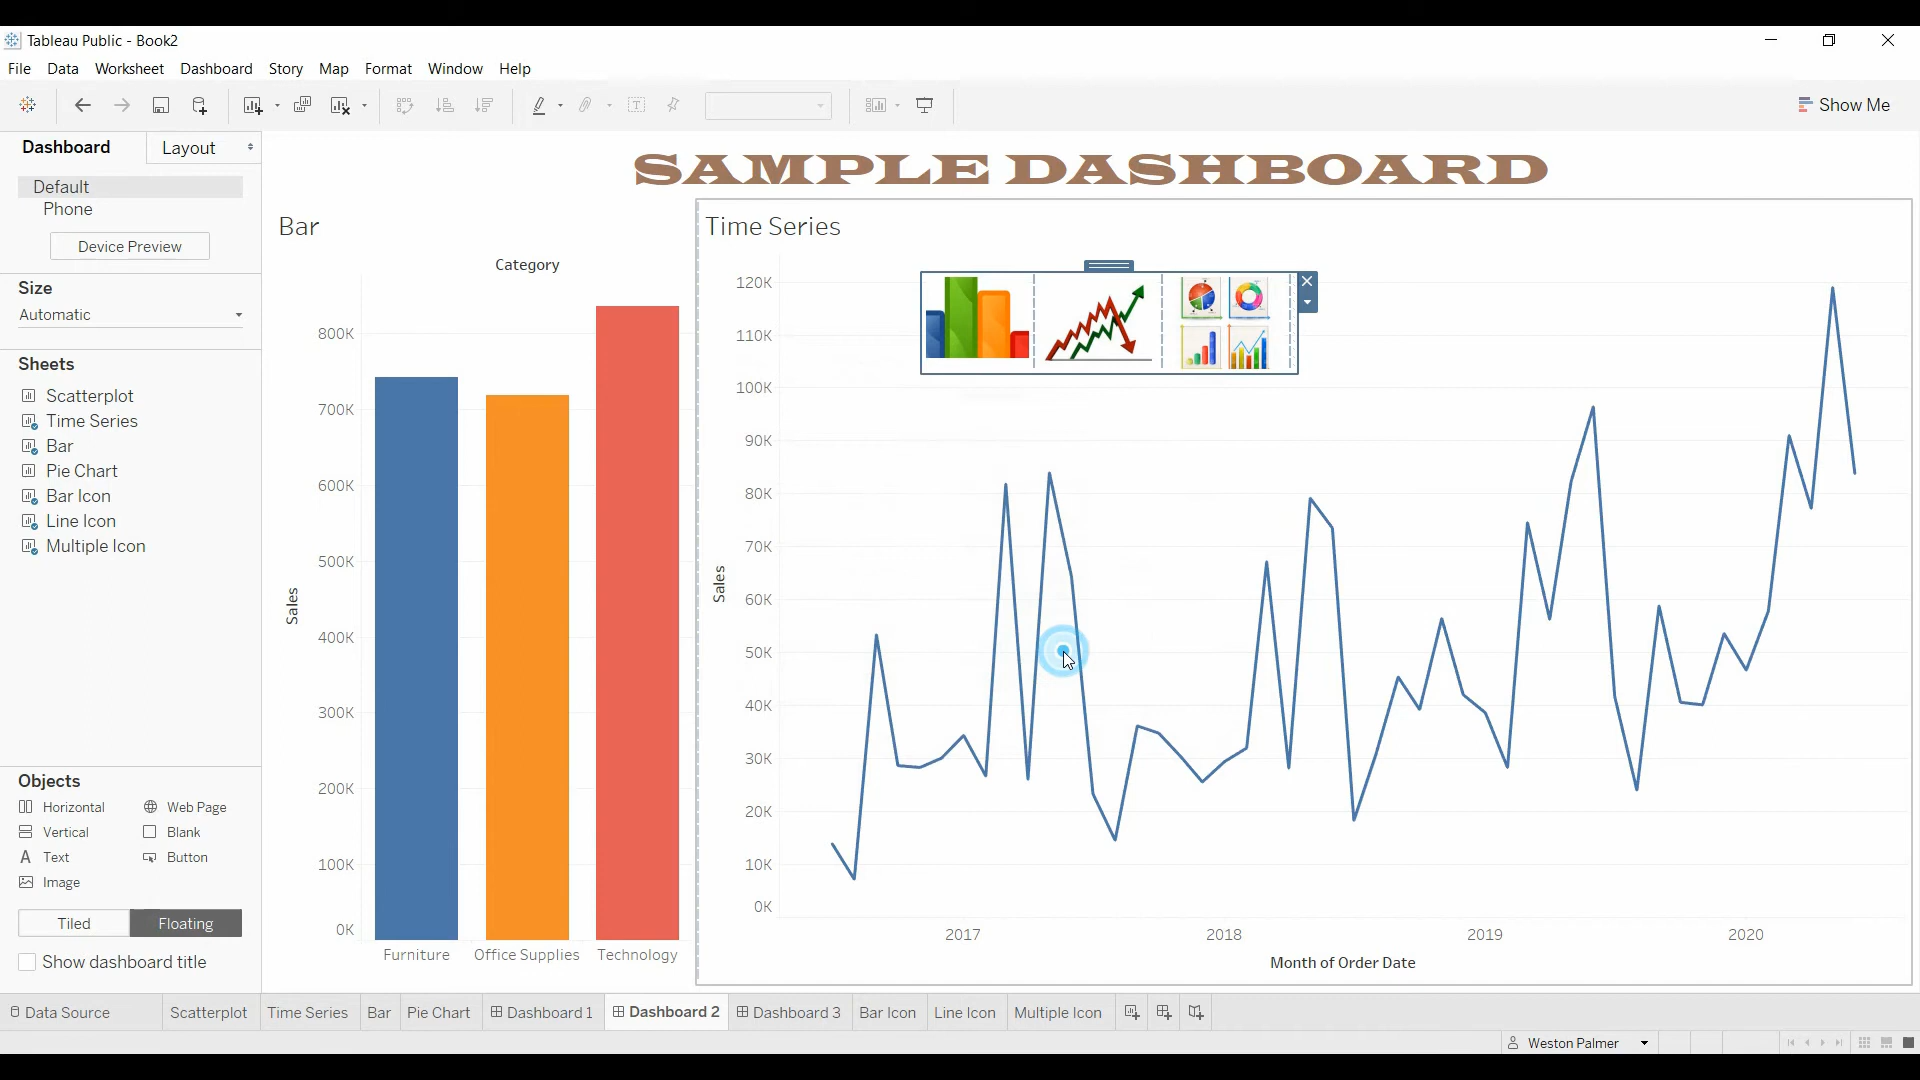 Tableau Public - Book2
File Data Worksheet Dashboard Story Map Format Window Help
Show Me
Dashboard
Layout
Default
Phone
Device Preview
Size
Automatic
Sheets
Scatterplot
Time Series
Bar
Pie Chart
Bar Icon
Line Icon
Multiple Icon
Objects
Horizontal
Web Page
Vertical
Blank
Text
Button
Image
Tiled
Floating
Show dashboard title
SAMPLE DASHBOARD
Bar
Category
800K
700K
600K
500K
400K
300K
200K
100K
0K
Sales
Furniture
Office Supplies
Technology
Time Series
120K
110K
100K
90K
80K
70K
60K
50K
40K
30K
20K
10K
0K
Sales
2017
2018
2019
2020
Month of Order Date
Data Source
Scatterplot
Time Series
Bar
Pie Chart
Dashboard 1
Dashboard 2
Dashboard 3
Bar Icon
Line Icon
Multiple Icon
Weston Palmer